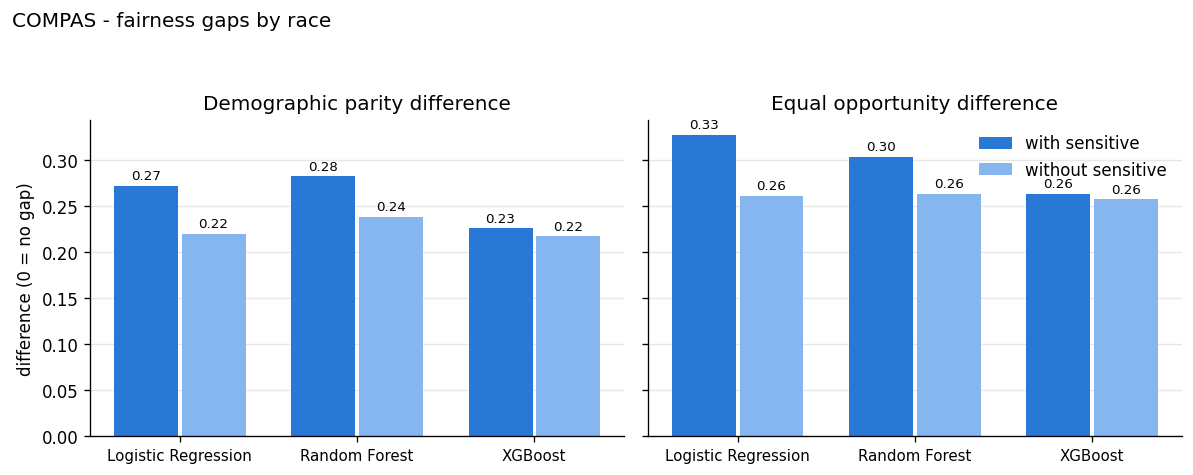 COMPAS - fairness gaps by race
Demographic parity difference
difference (0 = no gap)
0.30
0.25
0.20
0.15
0.10
0.05
0.00
0.27
0.22
0.28
0.24
0.23
0.22
Logistic Regression
Random Forest
XGBoost
Equal opportunity difference
with sensitive
without sensitive
0.33
0.26
0.30
0.26
0.26
0.26
Logistic Regression
Random Forest
XGBoost